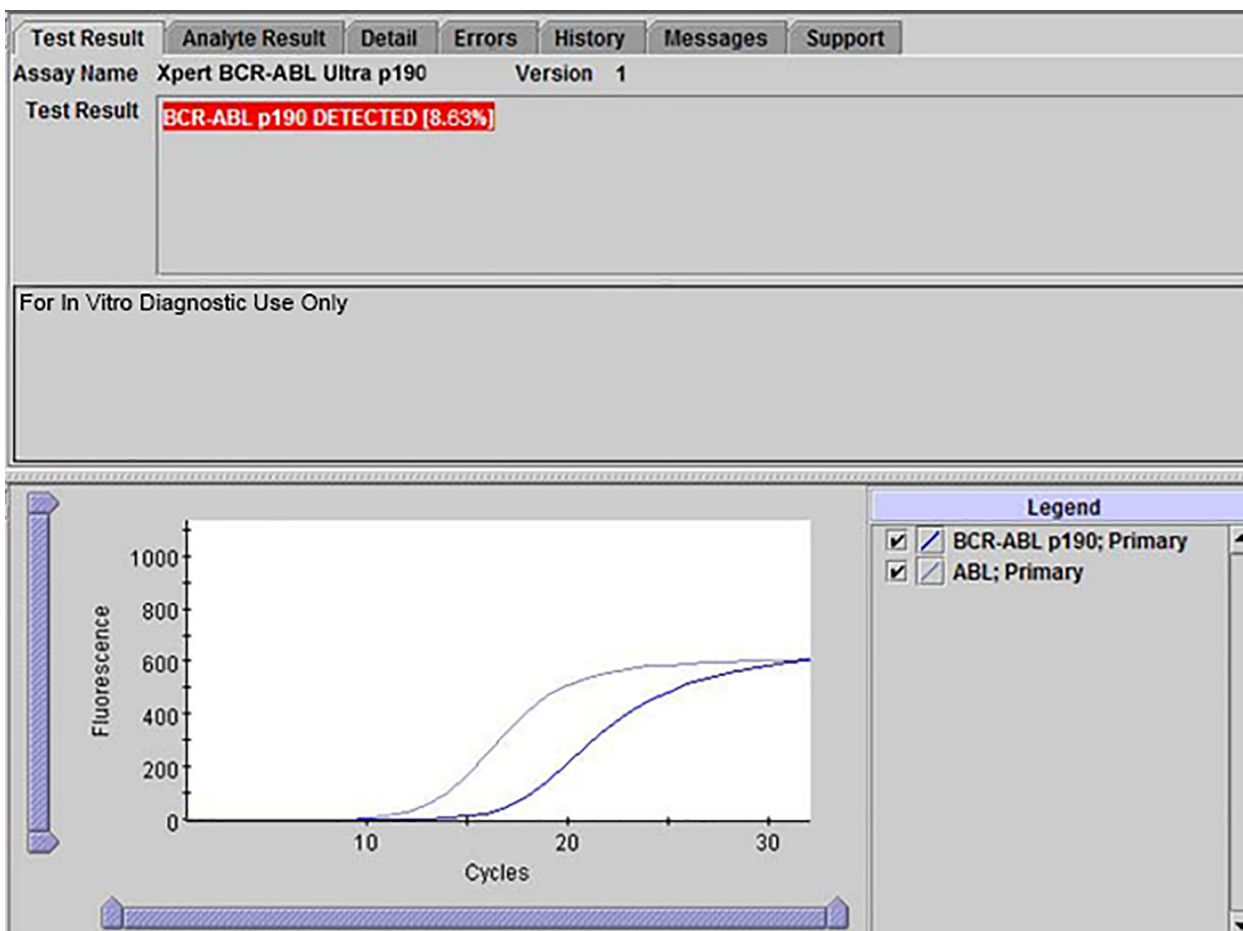 Test Result Analyte Result Detail Errors History Messages Support
Assay Name Xpert BCR-ABL Ultra p190 Version 1
Test Result BCR-ABL p190 DETECTED [8.63%]
For In Vitro Diagnostic Use Only
1000
800
600
400
200
0
Fluorescence
10 20 30
Cycles
Legend
BCR-ABL p190; Primary
ABL; Primary